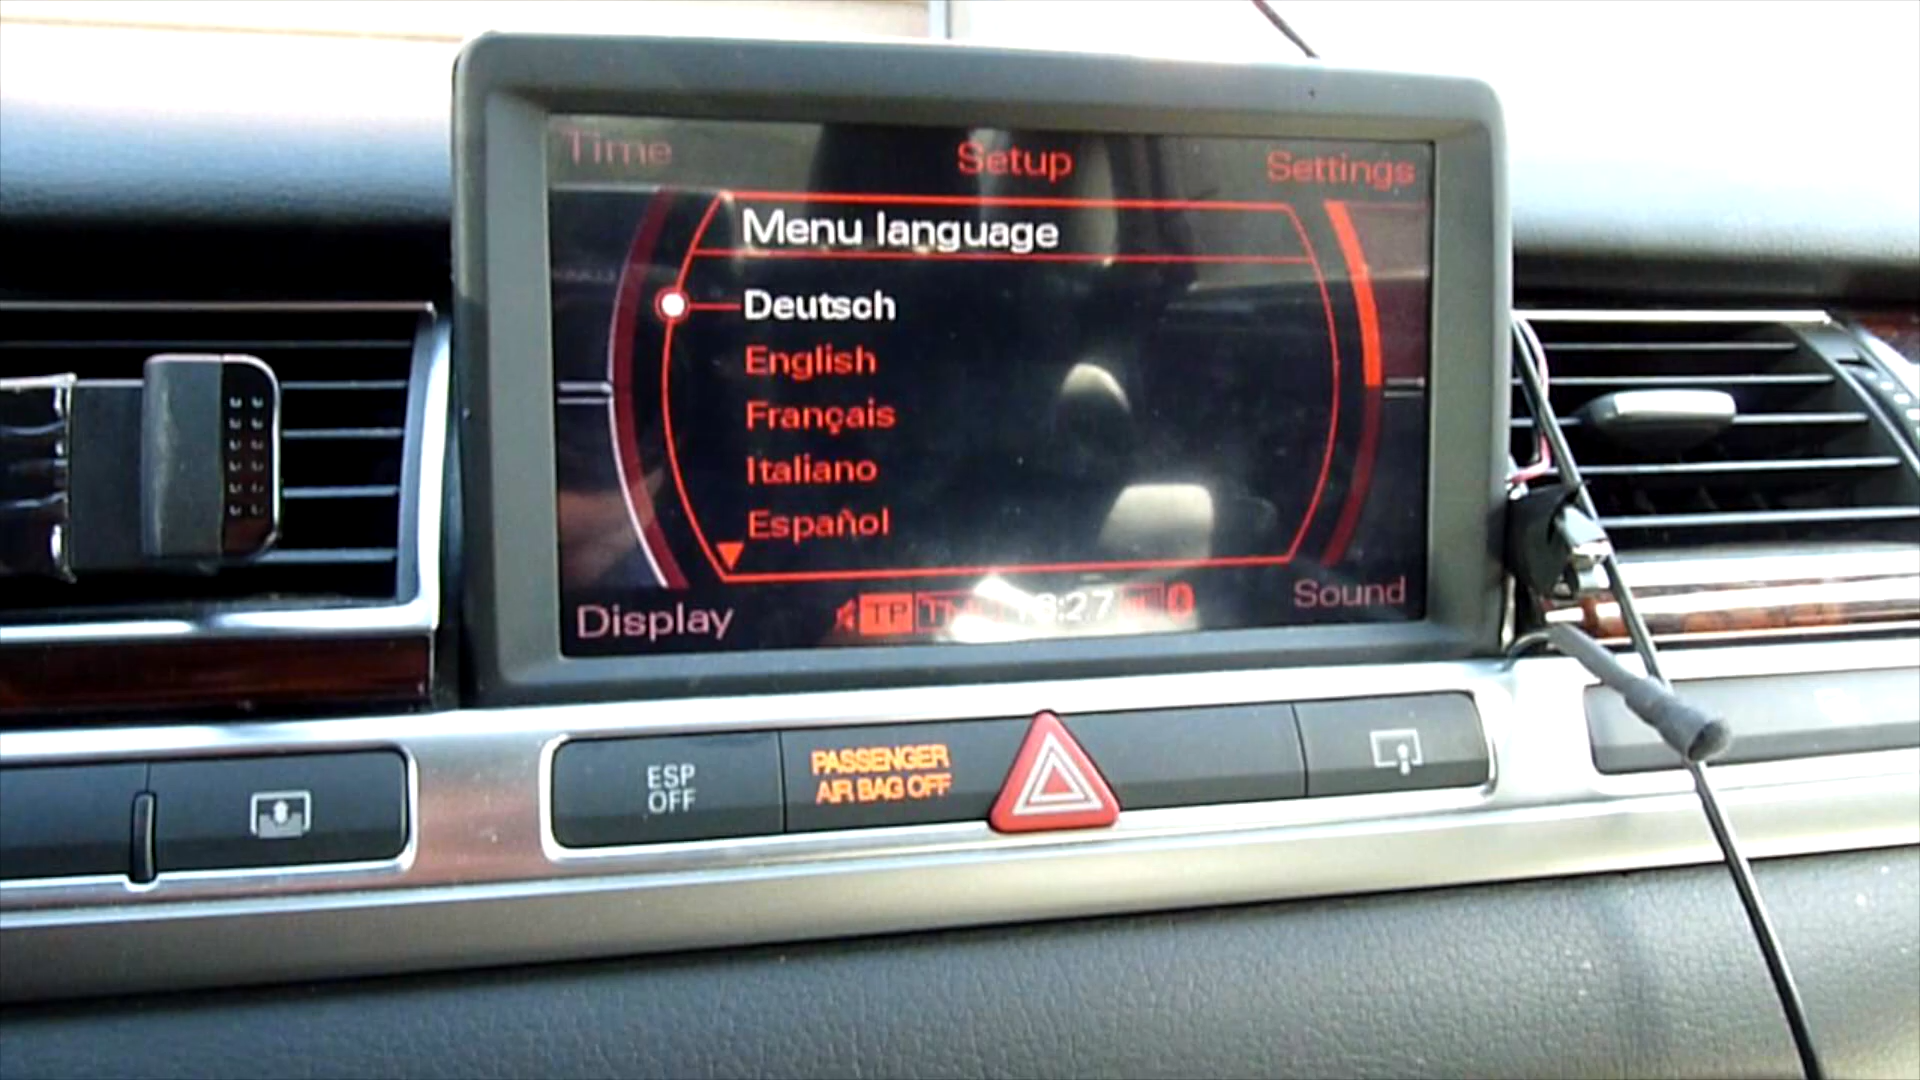 Time Setup Settings
Menu language
Deutsch
English
Français
Italiano
Español
Display TP Sound
ESP
OFF
PASSENGER
AIR BAG OFF